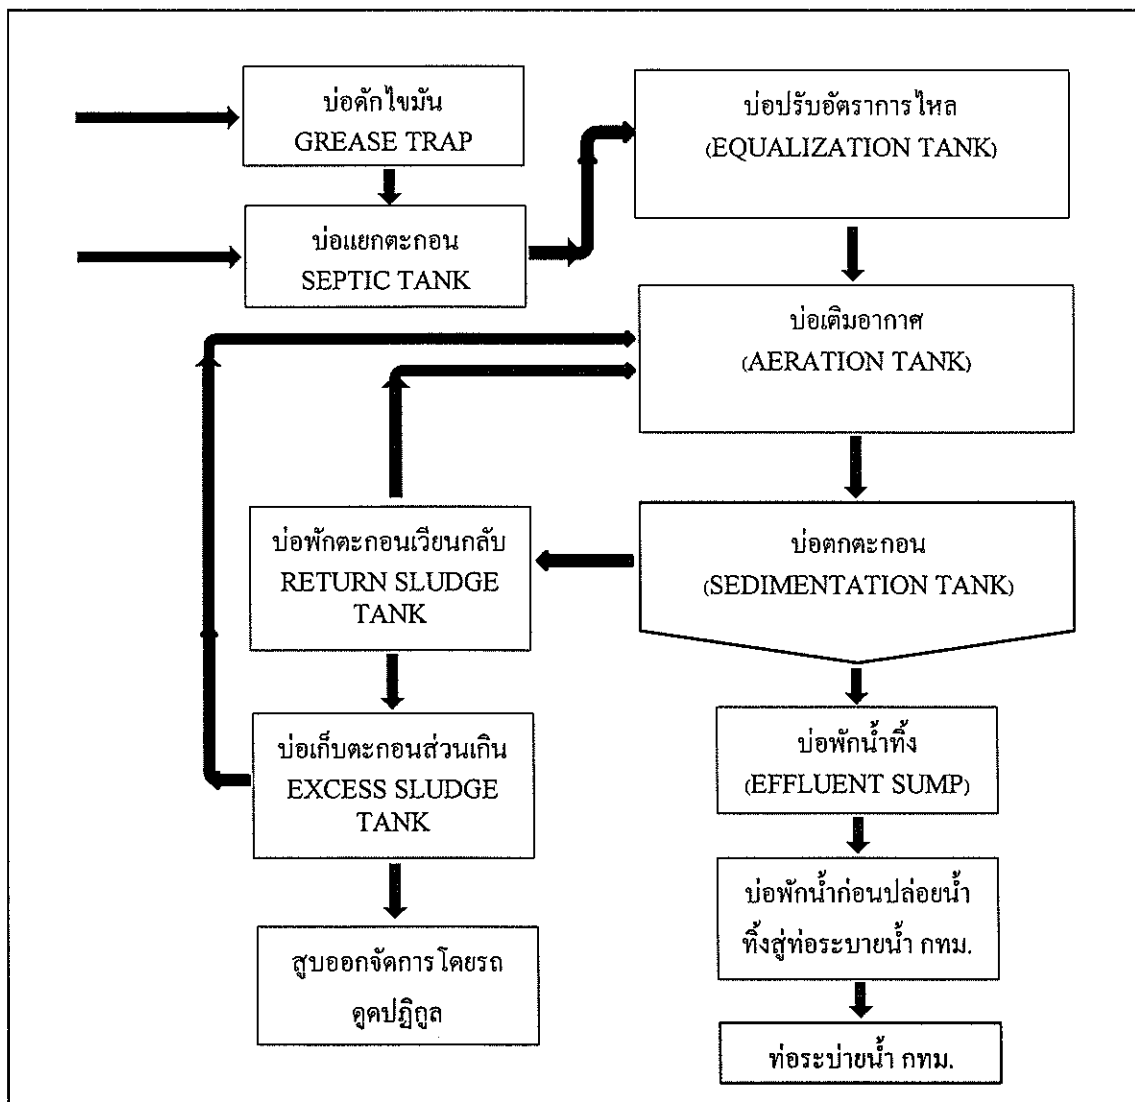 บ่อดักไขมัน
GREASE TRAP
บ่อแยกตะกอน
SEPTIC TANK
บ่อปรับอัตราการไหล
(EQUALIZATION TANK)
บ่อเติมอากาศ
(AERATION TANK)
บ่อตกตะกอน
(SEDIMENTATION TANK)
บ่อพักตะกอนเวียนกลับ
RETURN SLUDGE
TANK
บ่อเก็บตะกอนส่วนเกิน
EXCESS SLUDGE
TANK
สูบออกจัดการโดยรถ
ดูดปฏิกูล
บ่อพักน้ำทิ้ง
(EFFLUENT SUMP)
บ่อพักน้ำก่อนปล่อยน้ำ
ทิ้งสู่ท่อระบายน้ำ กทม.
ท่อระบ่ายน้ำ กทม.